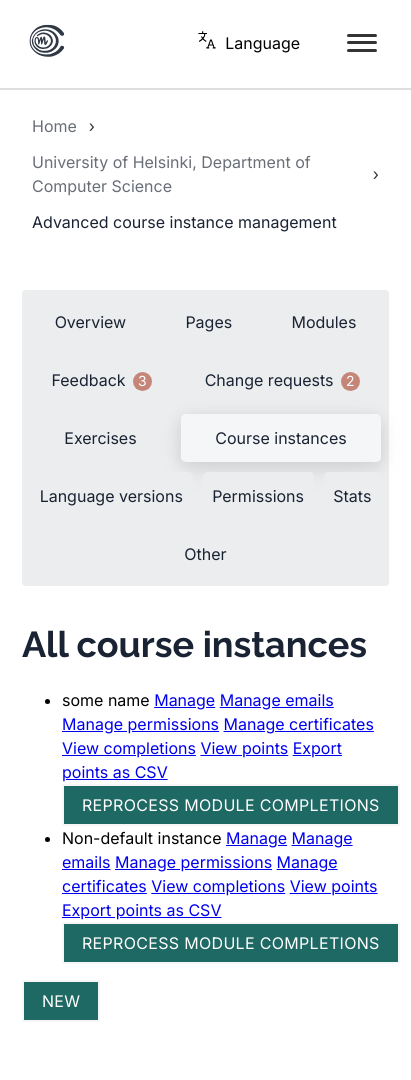 Language
Home ›
University of Helsinki, Department of
Computer Science ›
Advanced course instance management
Overview Pages Modules
Feedback 3 Change requests 2
Exercises Course instances
Language versions Permissions Stats
Other
All course instances
• some name Manage Manage emails
Manage permissions Manage certificates
View completions View points Export
points as CSV
REPROCESS MODULE COMPLETIONS
• Non-default instance Manage Manage
emails Manage permissions Manage
certificates View completions View points
Export points as CSV
REPROCESS MODULE COMPLETIONS
NEW